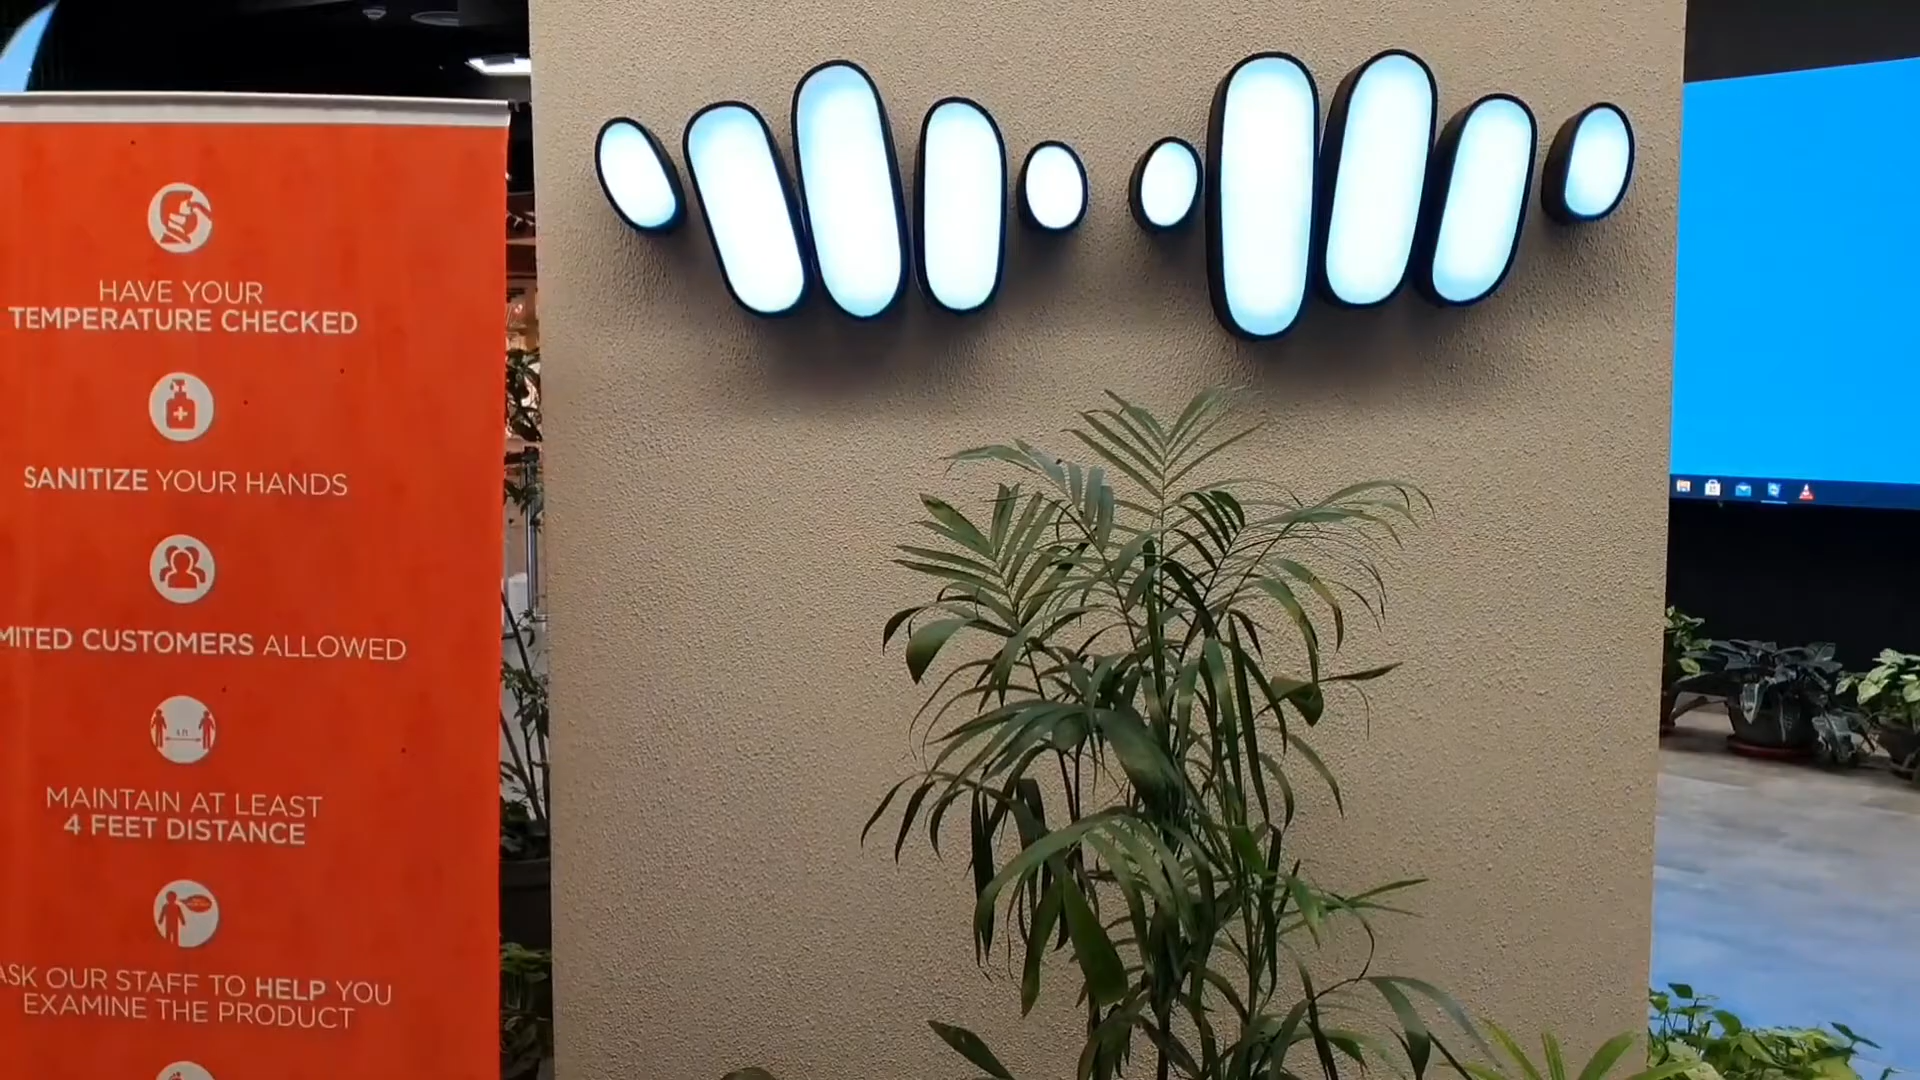 HAVE YOUR
TEMPERATURE CHECKED
SANITIZE YOUR HANDS
MITED CUSTOMERS ALLOWED
MAINTAIN AT LEAST
4 FEET DISTANCE
ASK OUR STAFF TO HELP YOU
EXAMINE THE PRODUCT